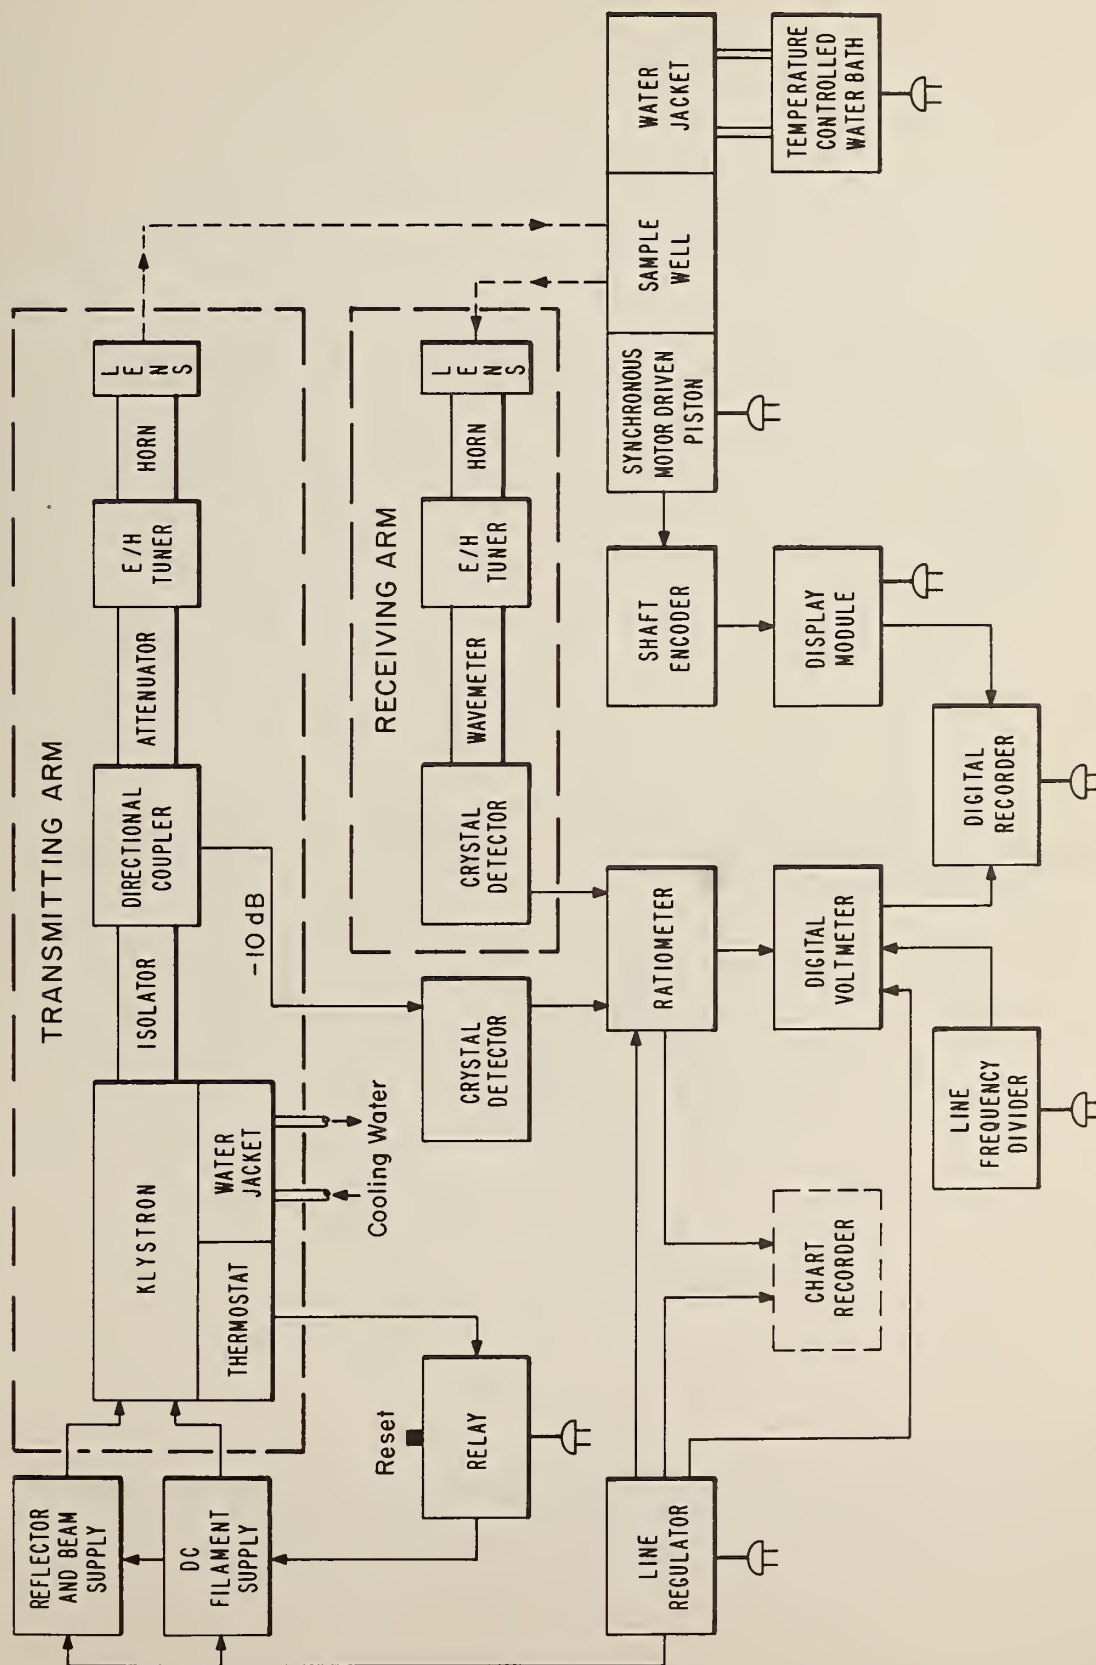 TRANSMITTING ARM
REFLECTOR
AND BEAM
SUPPLY
DC
FILAMENT
SUPPLY
KLYSTRON
THERMOSTAT
WATER
JACKET
ISOLATOR
DIRECTIONAL
COUPLER
ATTENUATOR
E/H
TUNER
HORN
LENS
-10 dB
Cooling Water
RECEIVING ARM
Reset
RELAY
CRYSTAL
DETECTOR
CRYSTAL
DETECTOR
WAVEMETER
E/H
TUNER
HORN
LENS
LINE
REGULATOR
RATIOMETER
SHAFT
ENCODER
SYNCHRONOUS
MOTOR DRIVEN
PISTON
SAMPLE
WELL
WATER
JACKET
CHART
RECORDER
DIGITAL
VOLTMETER
DISPLAY
MODULE
TEMPERATURE
CONTROLLED
WATER BATH
LINE
FREQUENCY
DIVIDER
DIGITAL
RECORDER